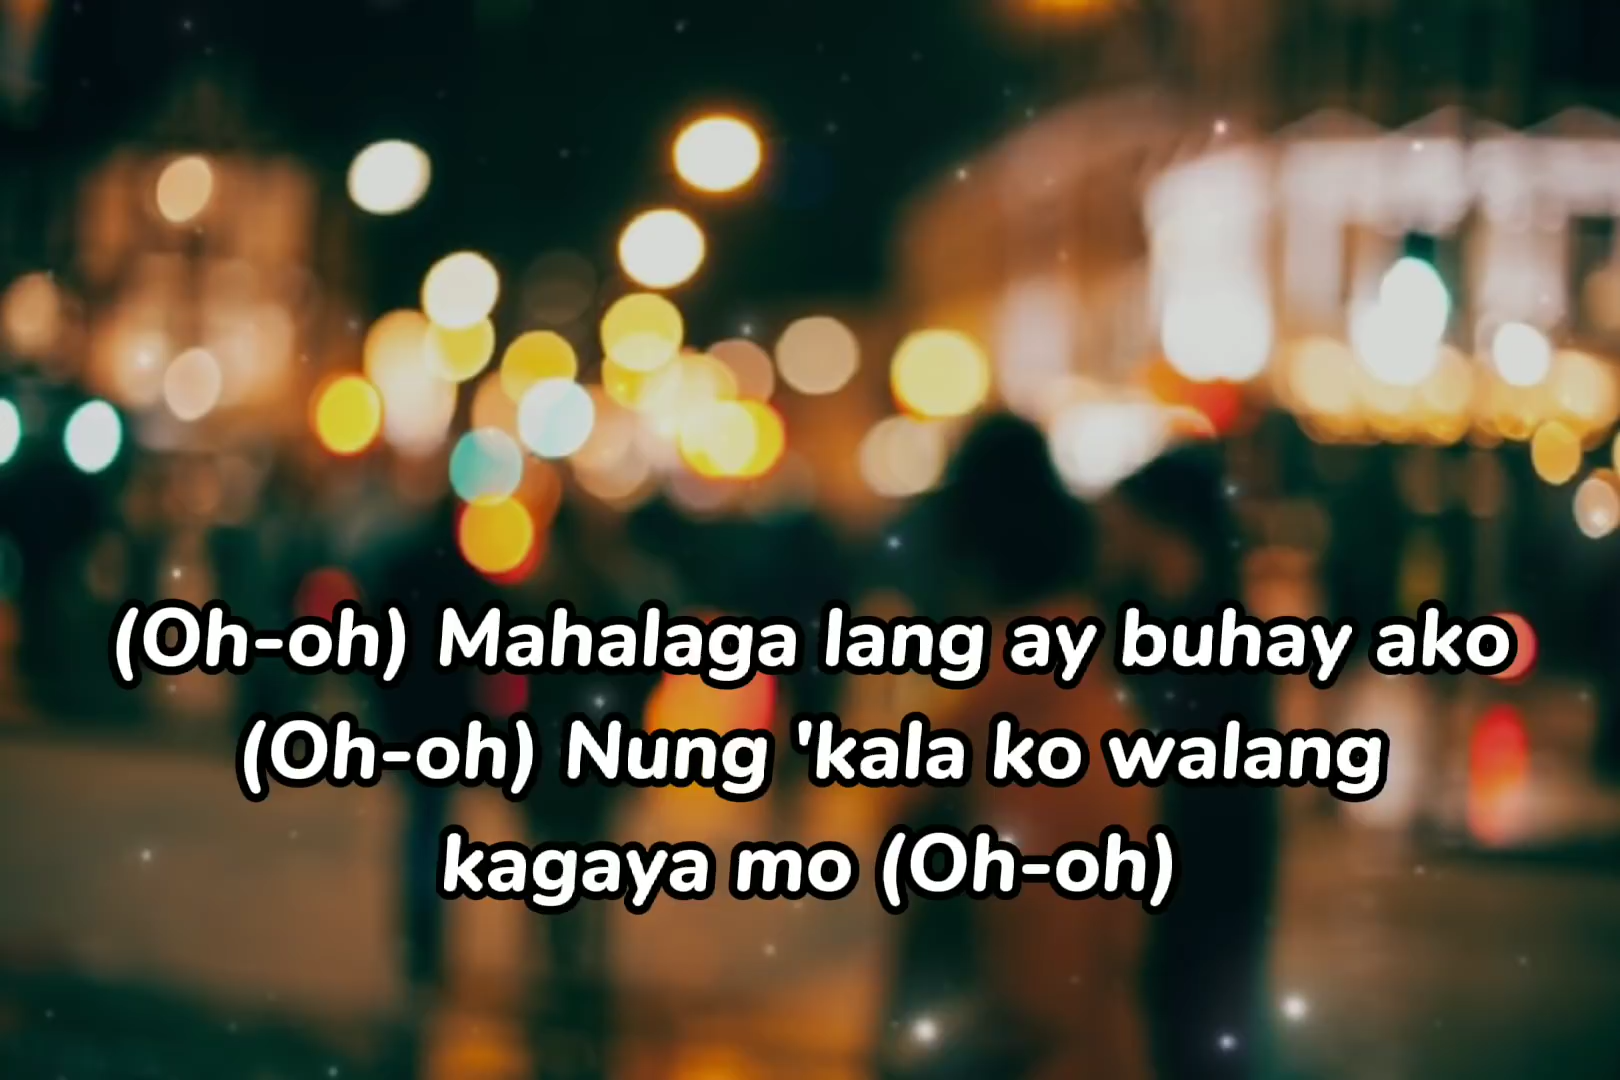 (Oh-oh) Mahalaga lang ay buhay ako
(Oh-oh) Nung 'kala ko walang
kagaya mo (Oh-oh)